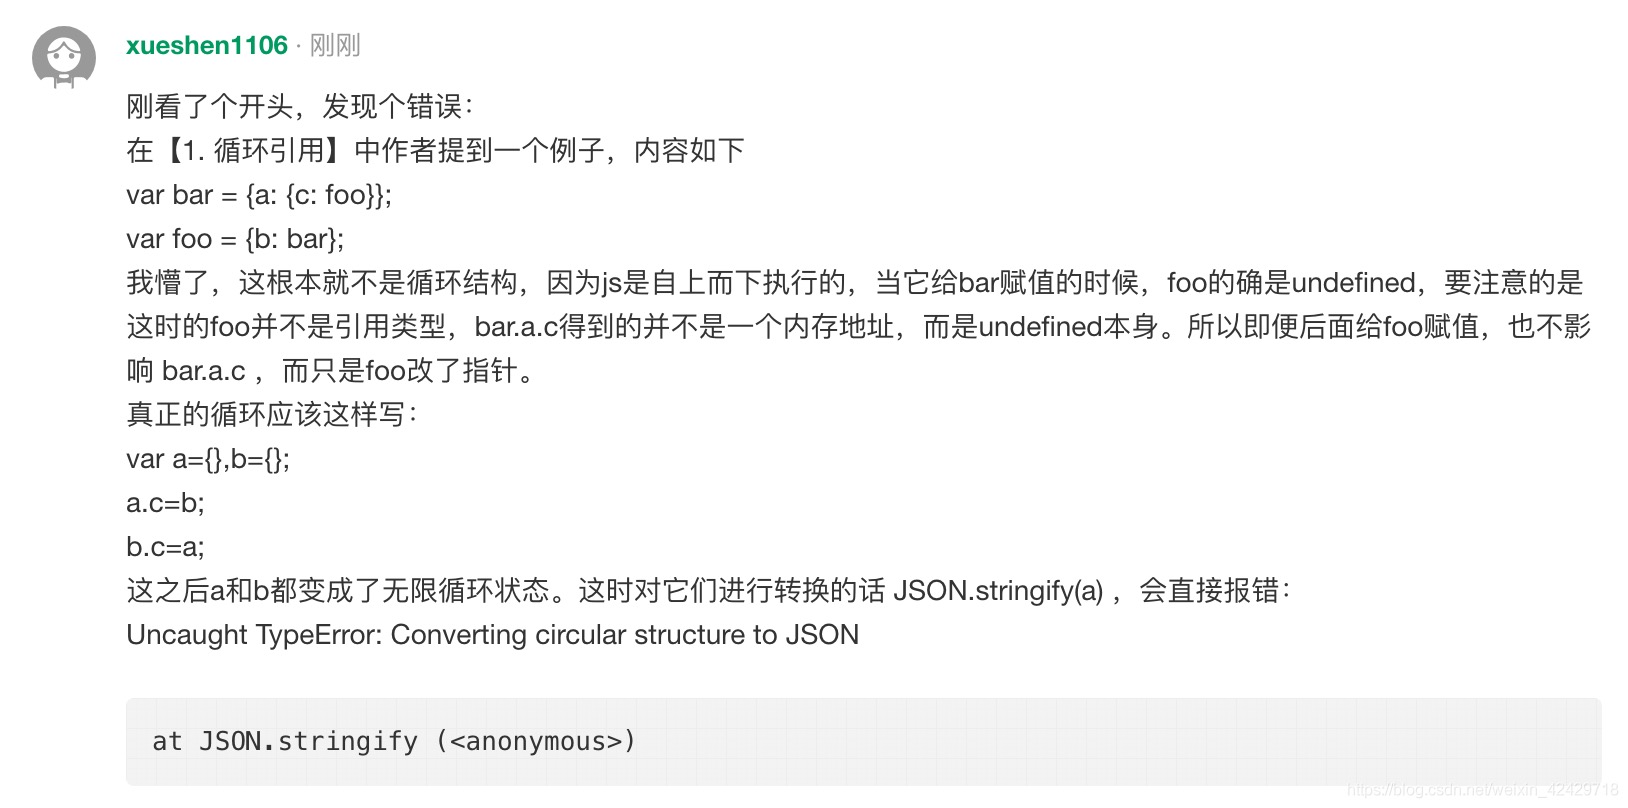 xueshen1106 · 刚刚
刚看了个开头，发现个错误：
在【1. 循环引用】中作者提到一个例子，内容如下
var bar = {a: {c: foo}};
var foo = {b: bar};
我懵了，这根本就不是循环结构，因为js是自上而下执行的，当它给bar赋值的时候，foo的确是undefined，要注意的是
这时的foo并不是引用类型，bar.a.c得到的并不是一个内存地址，而是undefined本身。所以即便后面给foo赋值，也不影
响 bar.a.c ，而只是foo改了指针。
真正的循环应该这样写：
var a={},b={};
a.c=b;
b.c=a;
这之后a和b都变成了无限循环状态。这时对它们进行转换的话 JSON.stringify(a) ，会直接报错：
Uncaught TypeError: Converting circular structure to JSON
at JSON.stringify (<anonymous>)
https://blog.csdn.net/weixin_42429718